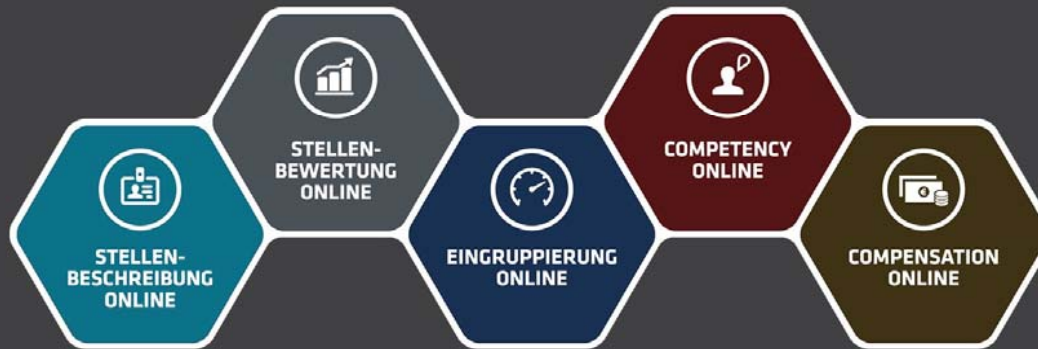 STELLEN-
BESCHREIBUNG
ONLINE
STELLEN-
BEWERTUNG
ONLINE
EINGRUPPIERUNG
ONLINE
COMPETENCY
ONLINE
COMPENSATION
ONLINE